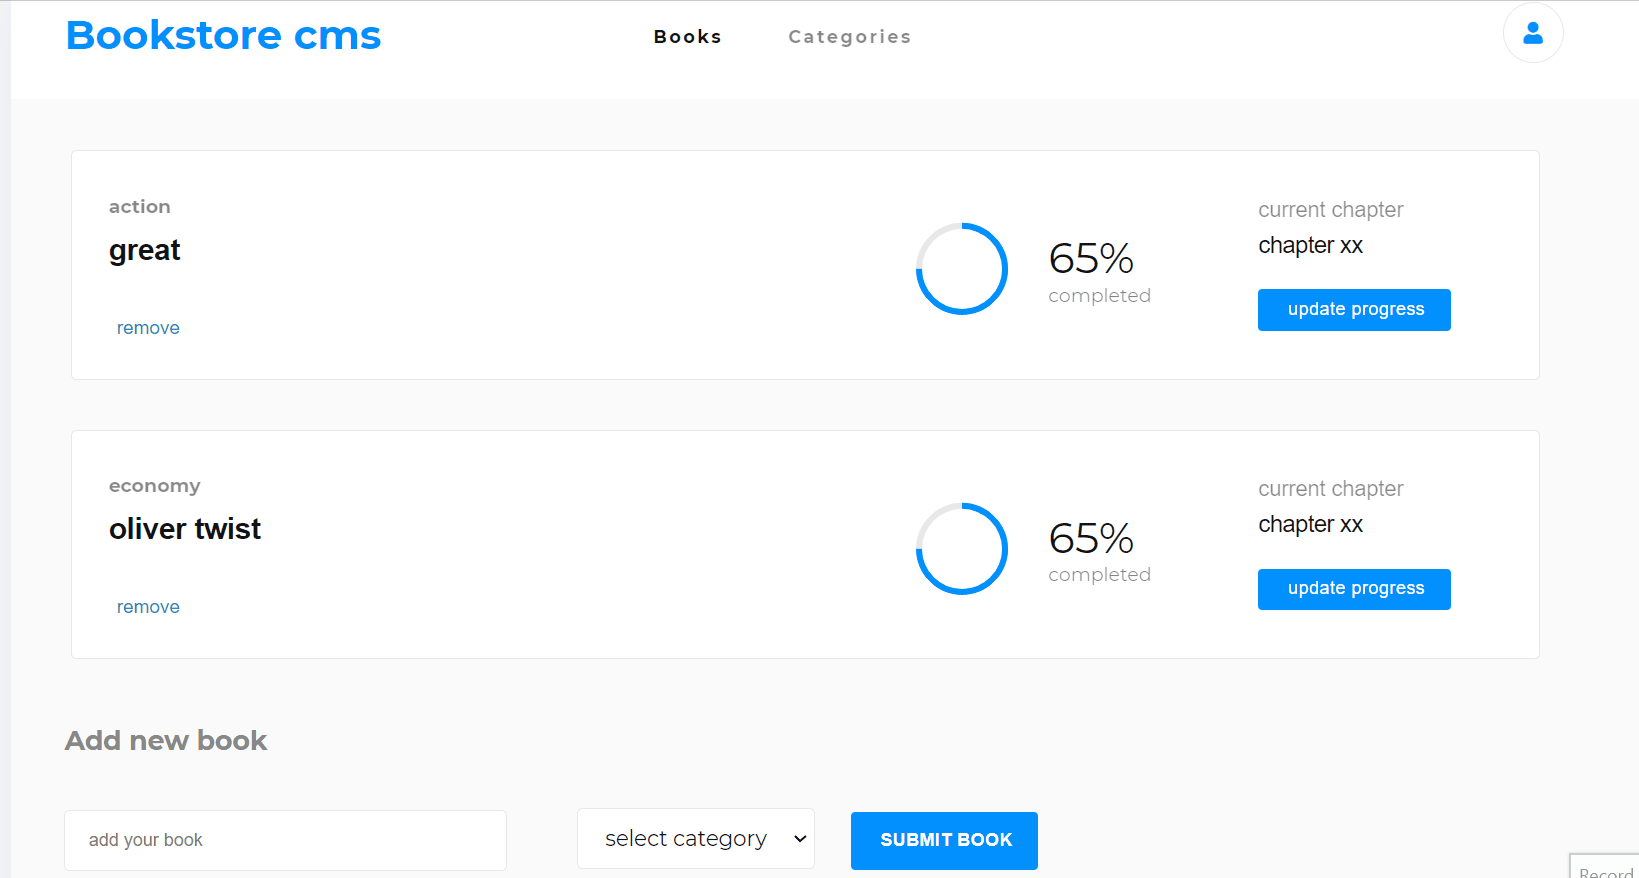 Bookstore cms
Books
Categories
action
great
remove
65%
completed
current chapter
chapter xx
update progress
economy
oliver twist
remove
65%
completed
current chapter
chapter xx
update progress
Add new book
add your book
select category
SUBMIT BOOK
Record